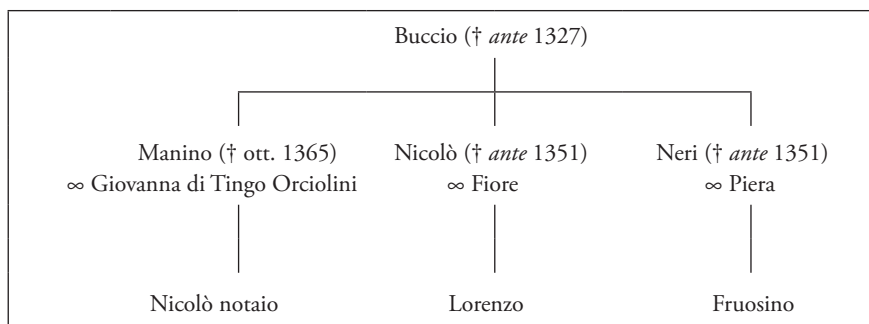 Buccio († ante 1327)
Manino († ott. 1365) Nicolò († ante 1351) Neri († ante 1351)
∞ Giovanna di Tingo Orciolini ∞ Fiore ∞ Piera
Nicolò notaio Lorenzo Fruosino